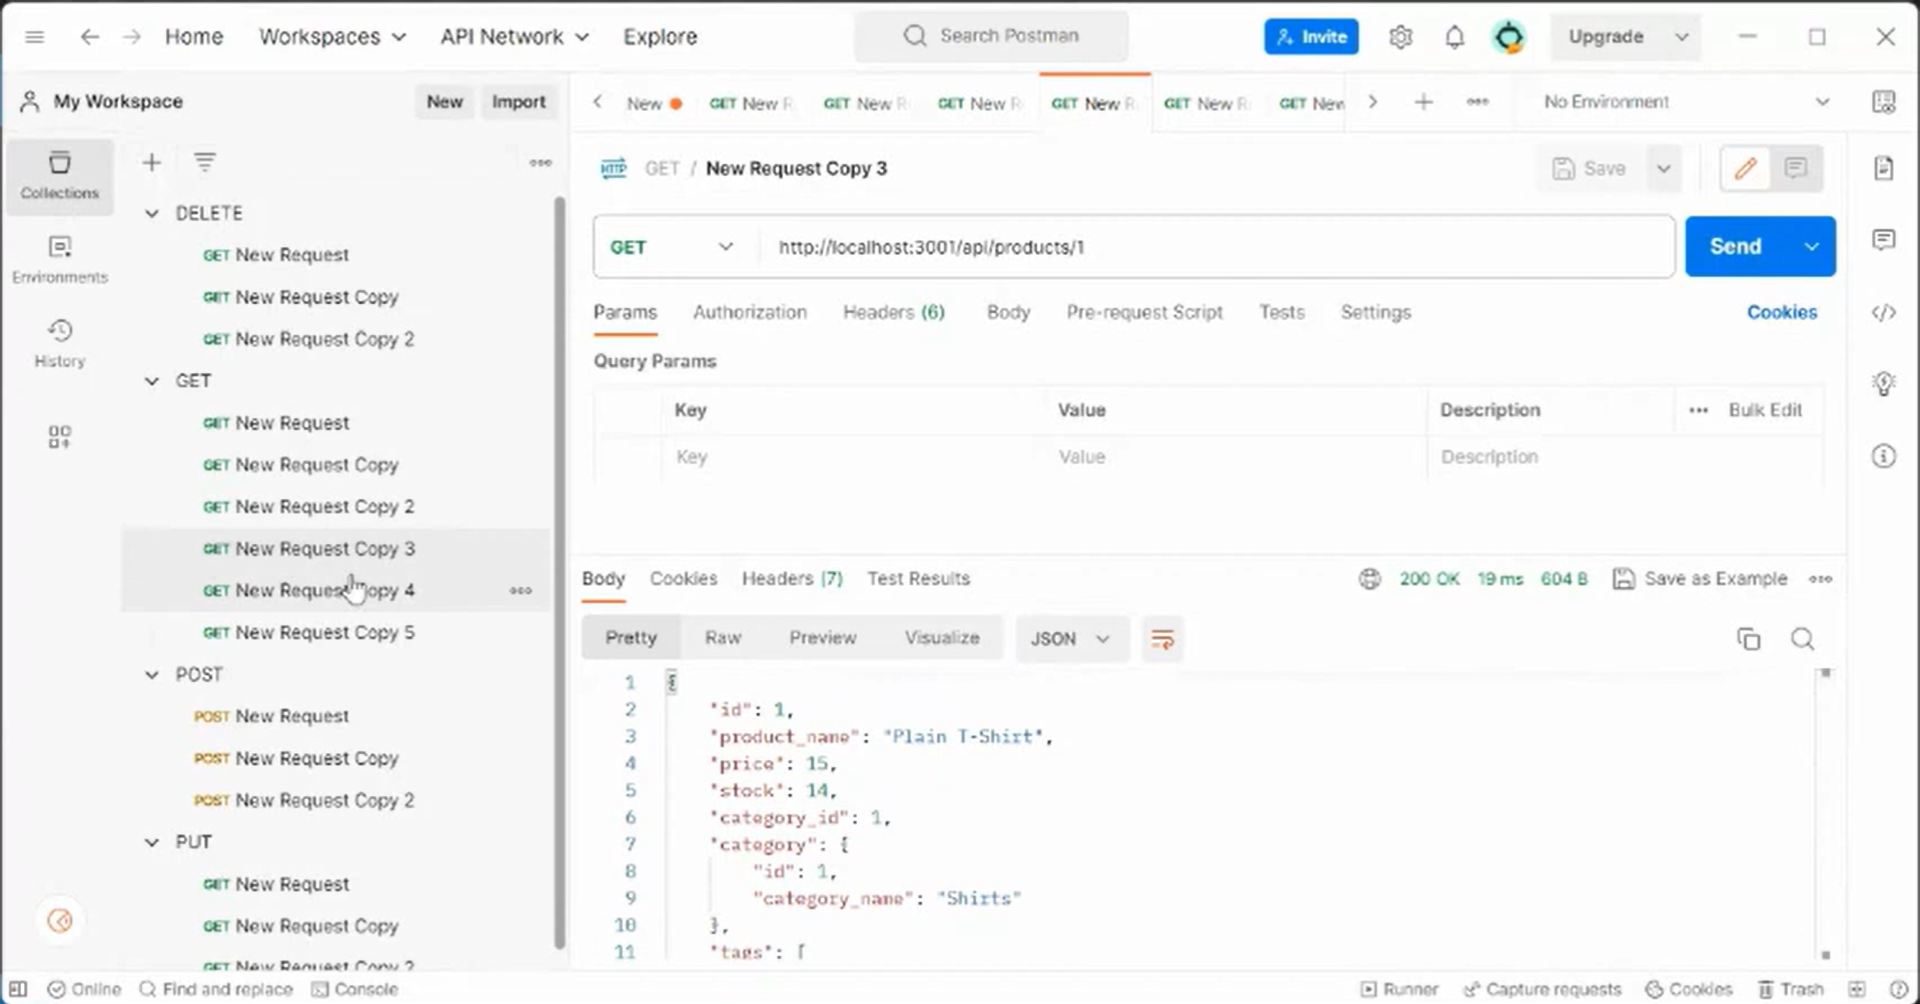 Home Workspaces API Network Explore Search Postman Invite Upgrade
My Workspace New Import
New GET New R GET New R GET New R GET New R GET New R GET New No Environment
Collections
Environments
History
DELETE
GET New Request
GET New Request Copy
GET New Request Copy 2
GET
GET New Request
GET New Request Copy
GET New Request Copy 2
GET New Request Copy 3
GET New Request Copy 4
GET New Request Copy 5
POST
POST New Request
POST New Request Copy
POST New Request Copy 2
PUT
GET New Request
GET New Request Copy
GET New Request Copy 2
HTTP GET / New Request Copy 3 Save
GET http://localhost:3001/api/products/1 Send
Params Authorization Headers (6) Body Pre-request Script Tests Settings Cookies
Query Params
Key Value Description Bulk Edit
Key Value Description
Body Cookies Headers (7) Test Results 200 OK 19 ms 604 B Save as Example
Pretty Raw Preview Visualize JSON
1 {
2 "id": 1,
3 "product_name": "Plain T-Shirt",
4 "price": 15,
5 "stock": 14,
6 "category_id": 1,
7 "category": {
8 "id": 1,
9 "category_name": "Shirts"
10 },
11 "tags": [
Online Find and replace Console Runner Capture requests Cookies Trash